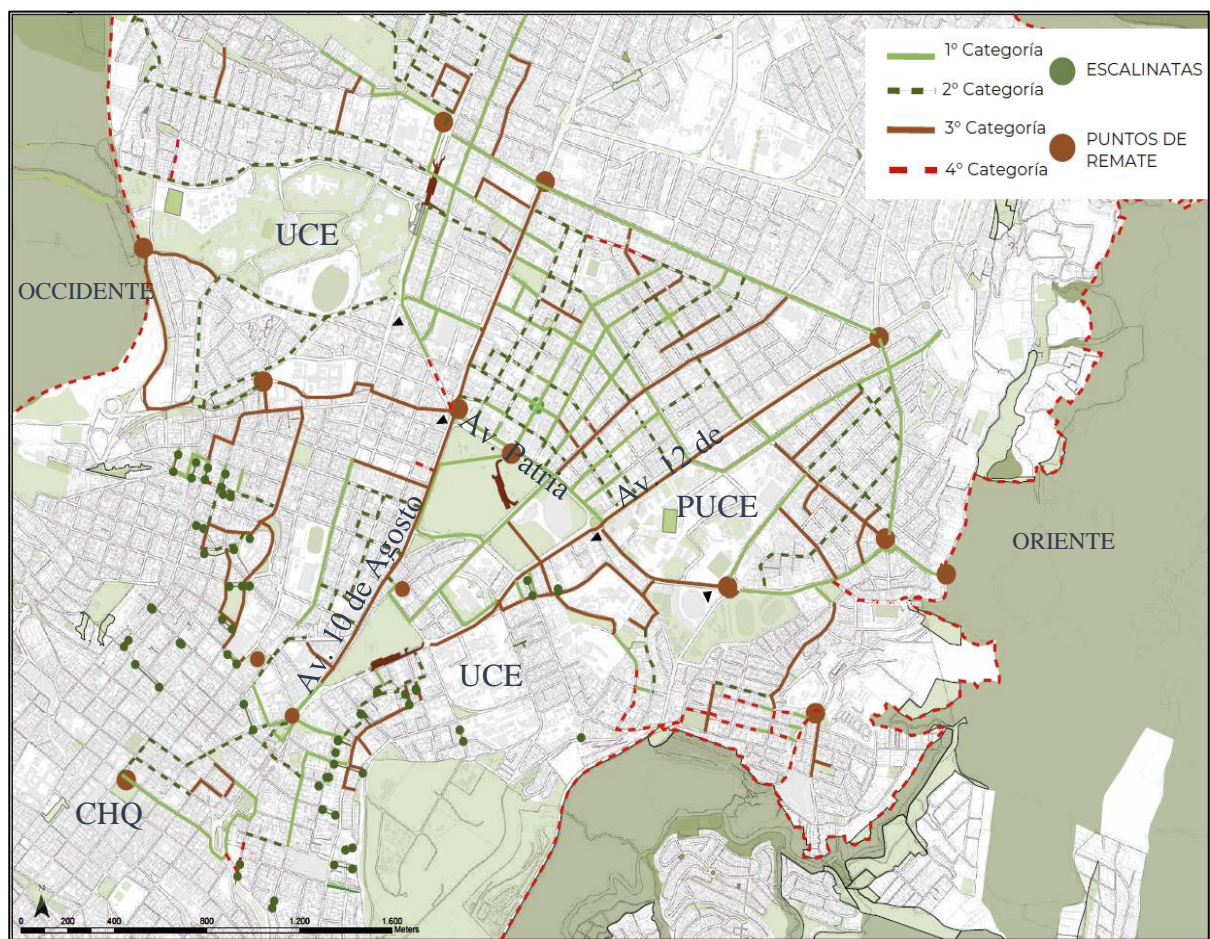 1º Categoría
2º Categoría
3º Categoría
4º Categoría
ESCALINATAS
PUNTOS DE
REMATE
UCE
OCCIDENTE
Av. Patria
Av. 12 de
PUCE
ORIENTE
Av. 10 de Agosto
UCE
CHQ
N
0 200 400 800 1.200 1.600
Meters